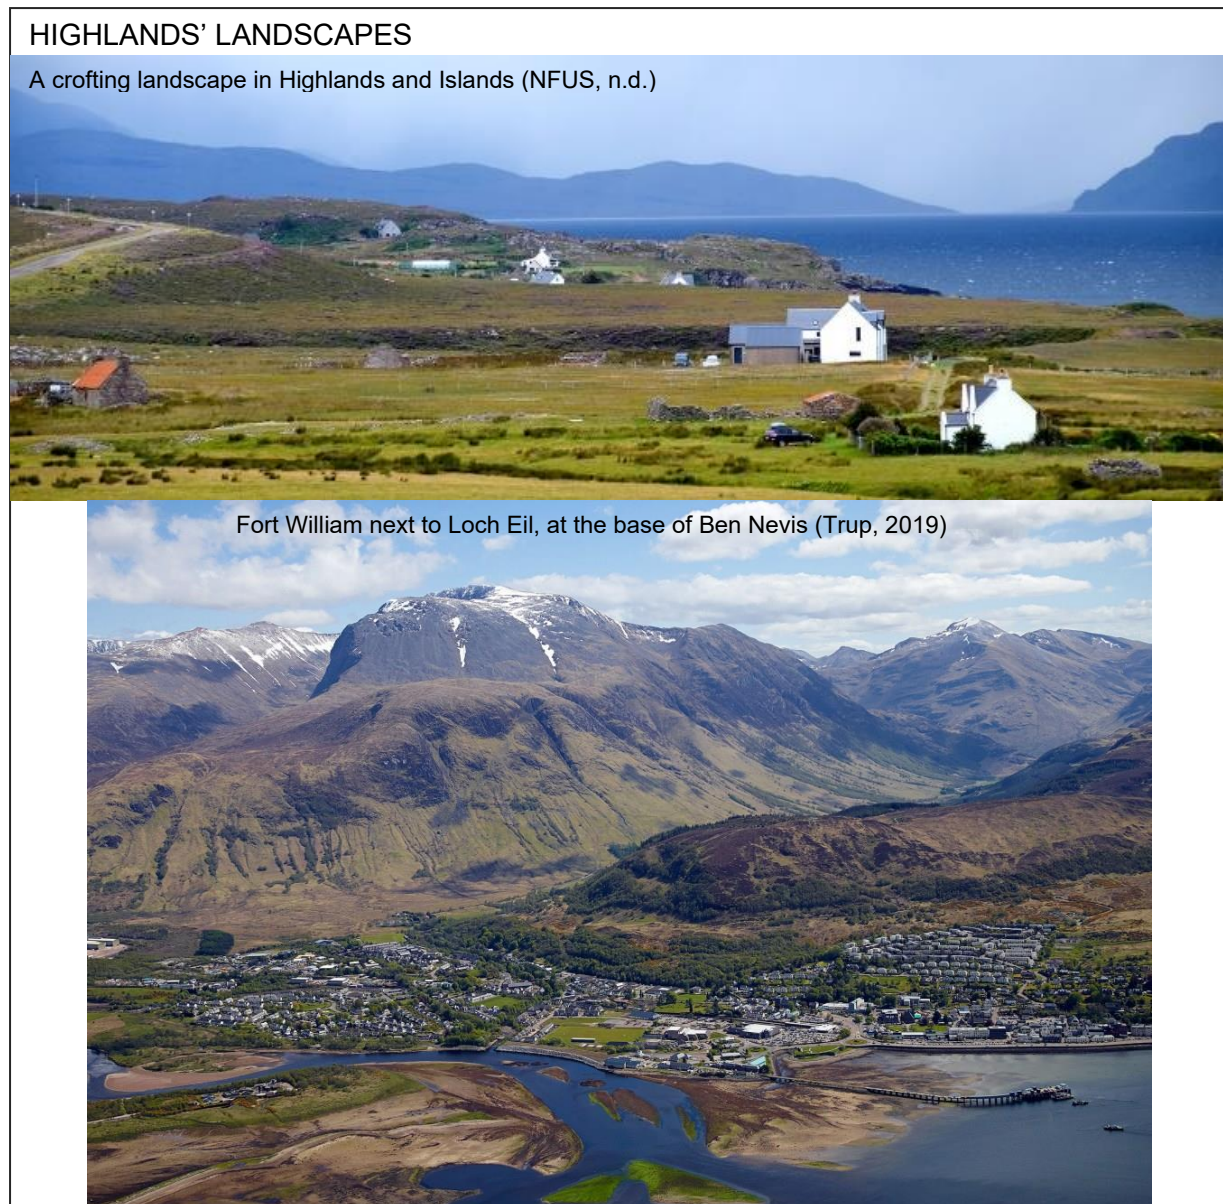 HIGHLANDS’ LANDSCAPES
A crofting landscape in Highlands and Islands (NFUS, n.d.)
Fort William next to Loch Eil, at the base of Ben Nevis (Trup, 2019)